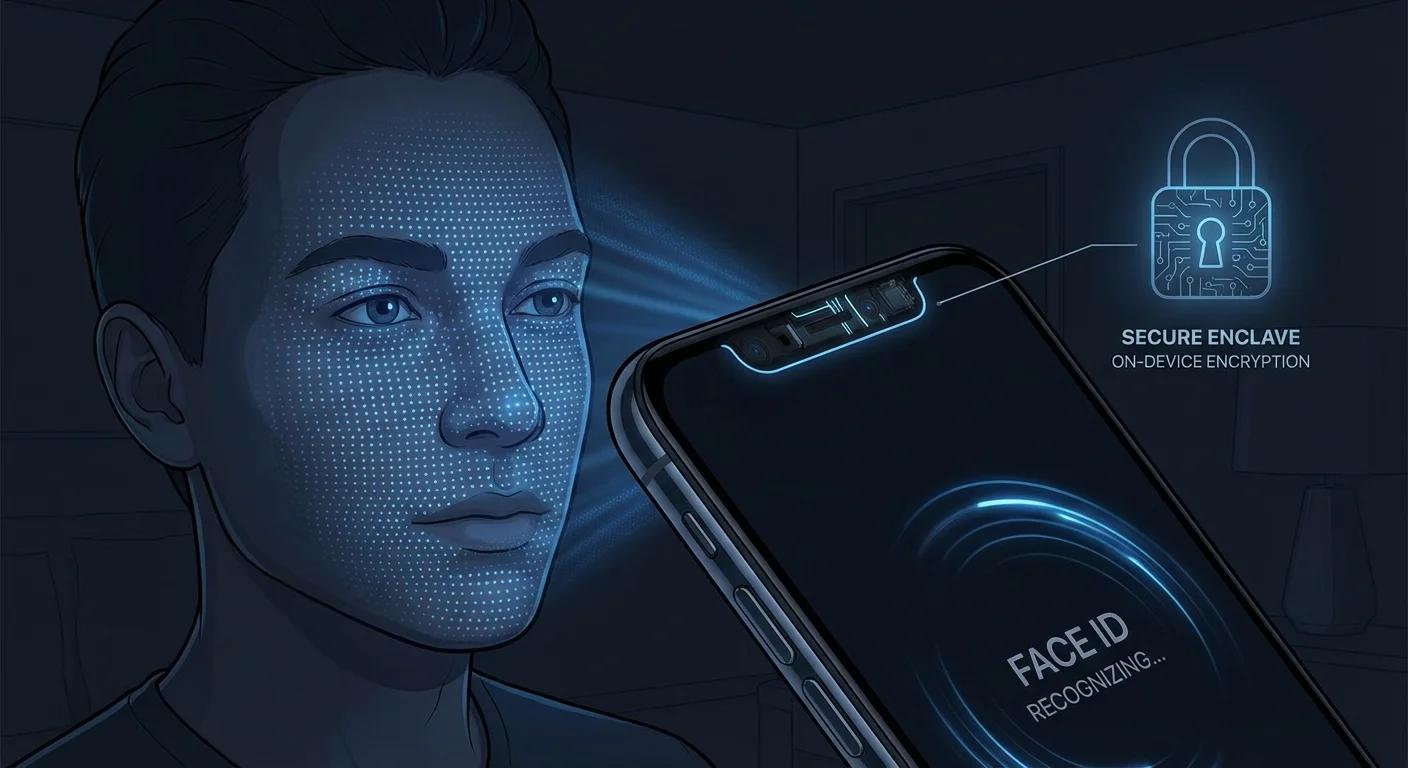 SECURE ENCLAVE
ON-DEVICE ENCRYPTION
FACE ID
RECOGNIZING...